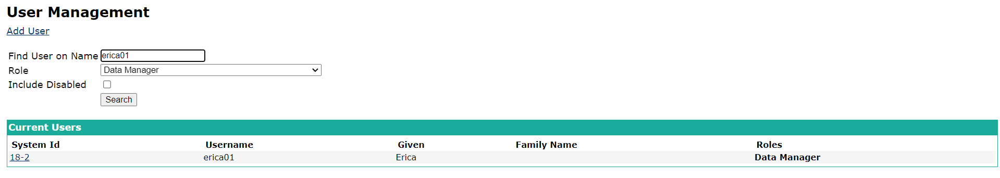 User Management
Add User
Find User on Name erica01
Role Data Manager
Include Disabled
Search
Current Users
System Id Username Given Family Name Roles
18-2 erica01 Erica Data Manager